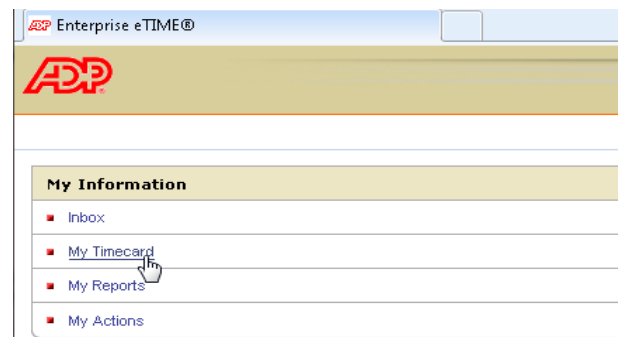 ADP Enterprise eTIME®
ADP
My Information
Inbox
My Timecard
My Reports
My Actions